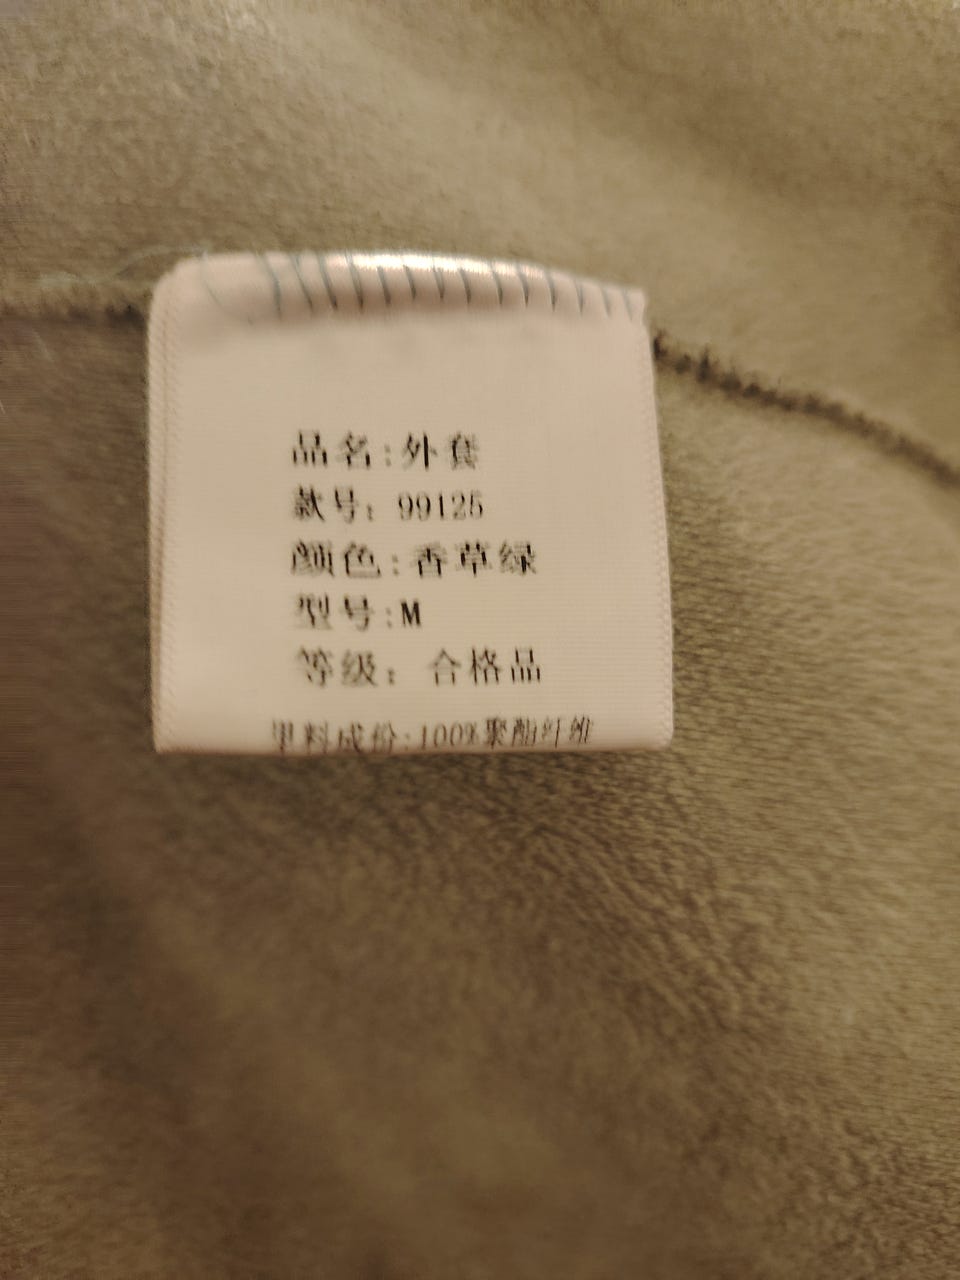 品名:外套
款号: 99125
颜色:香草绿
型号:M
等级: 合格品
里料成份:100%聚酯纤维